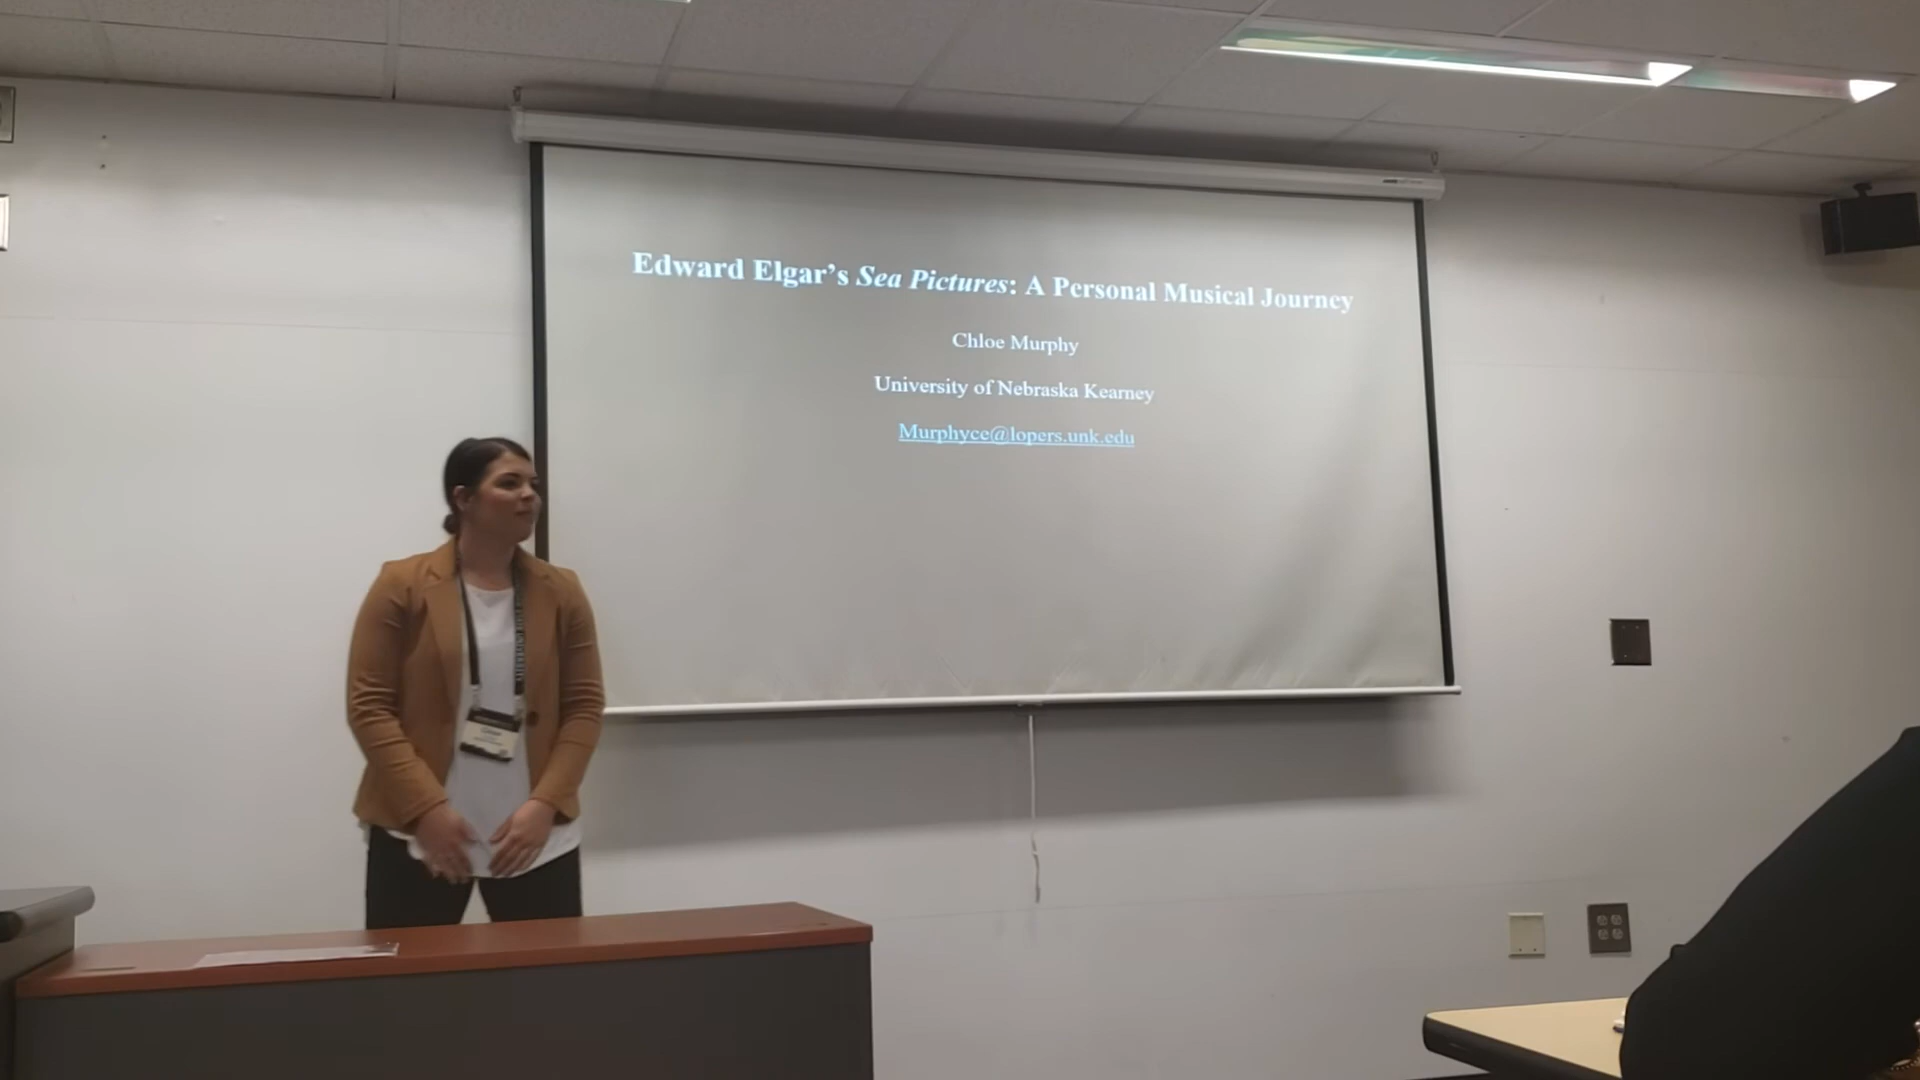 Edward Elgar's Sea Pictures: A Personal Musical Journey
Chloe Murphy
University of Nebraska Kearney
Murphyce@lopers.unk.edu